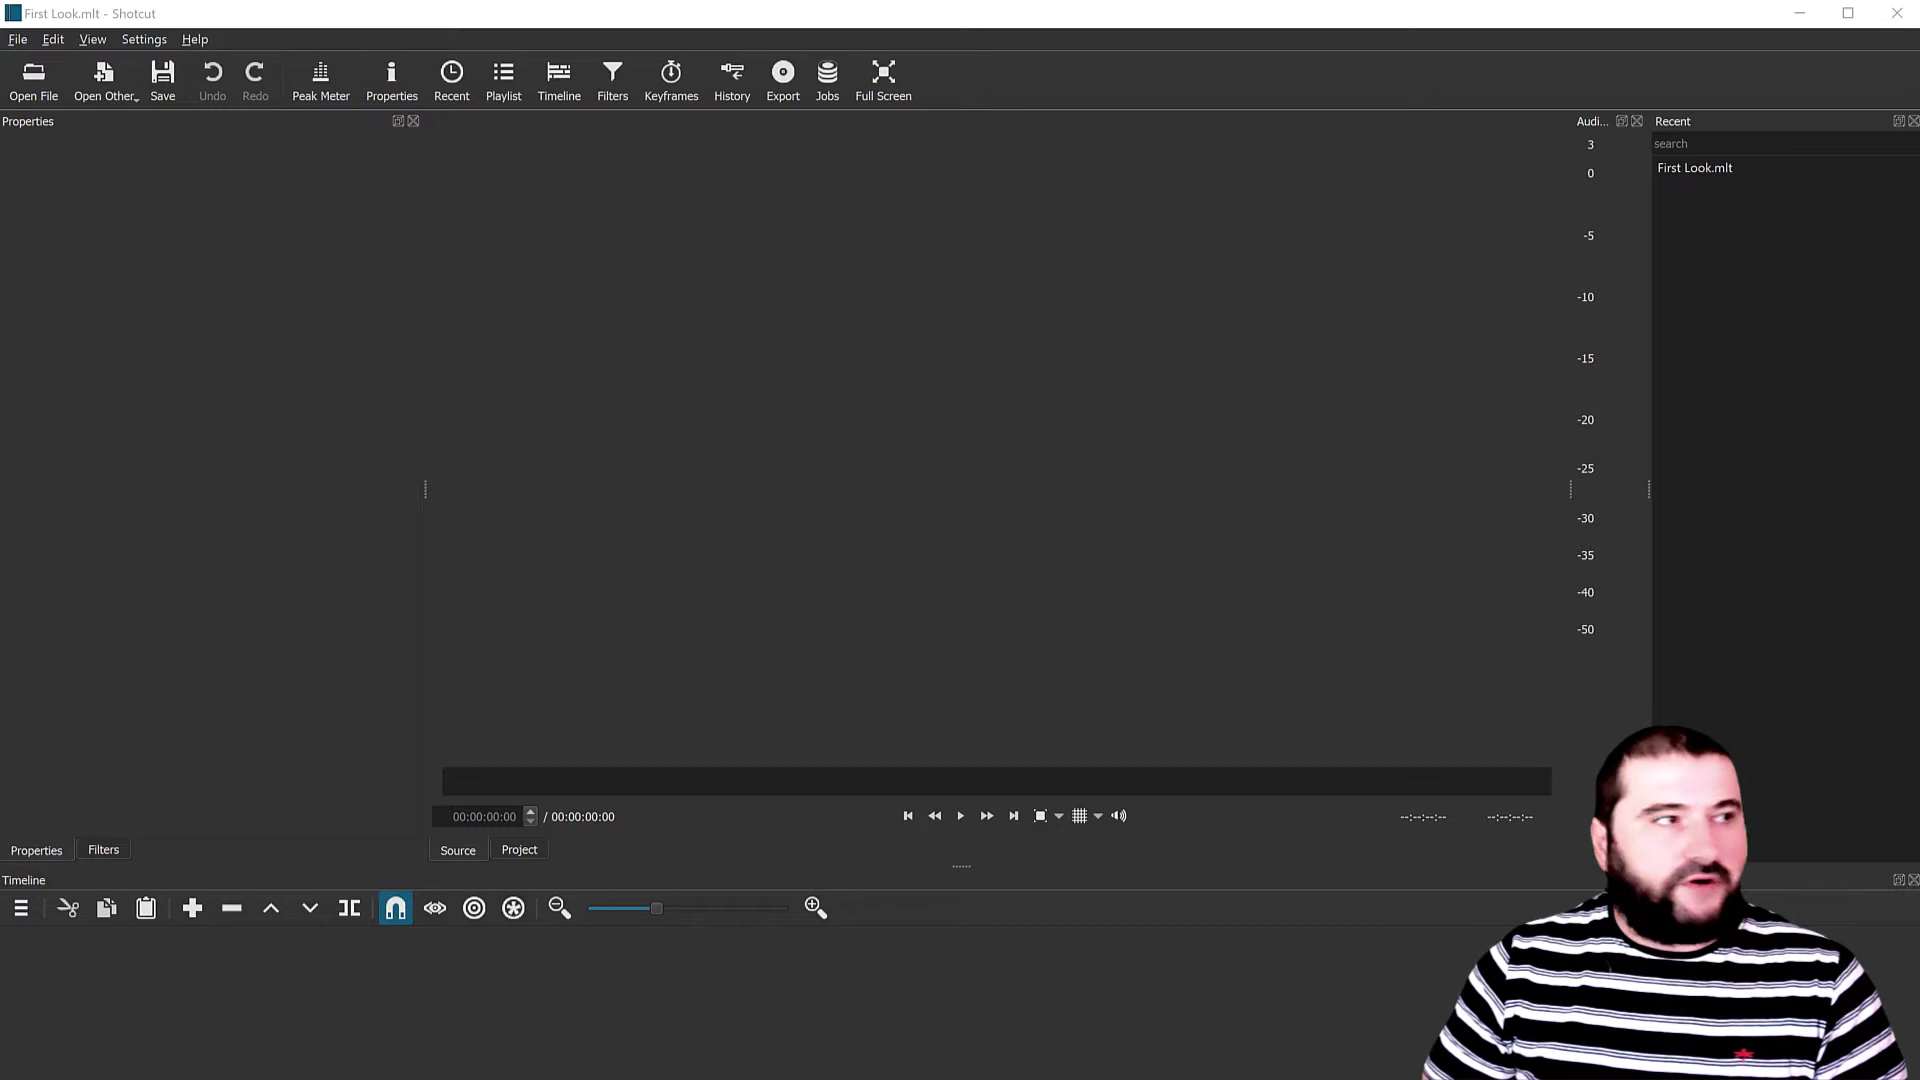 First Look.mlt - Shotcut
File Edit View Settings Help
Open File Open Other Save Undo Redo Peak Meter Properties Recent Playlist Timeline Filters Keyframes History Export Jobs Full Screen
Properties
Audi...
3
0
-5
-10
-15
-20
-25
-30
-35
-40
-50
Recent
search
First Look.mlt
00:00:00:00 / 00:00:00:00
--:--:--:-- --:--:--:--
Properties Filters
Source Project
Timeline